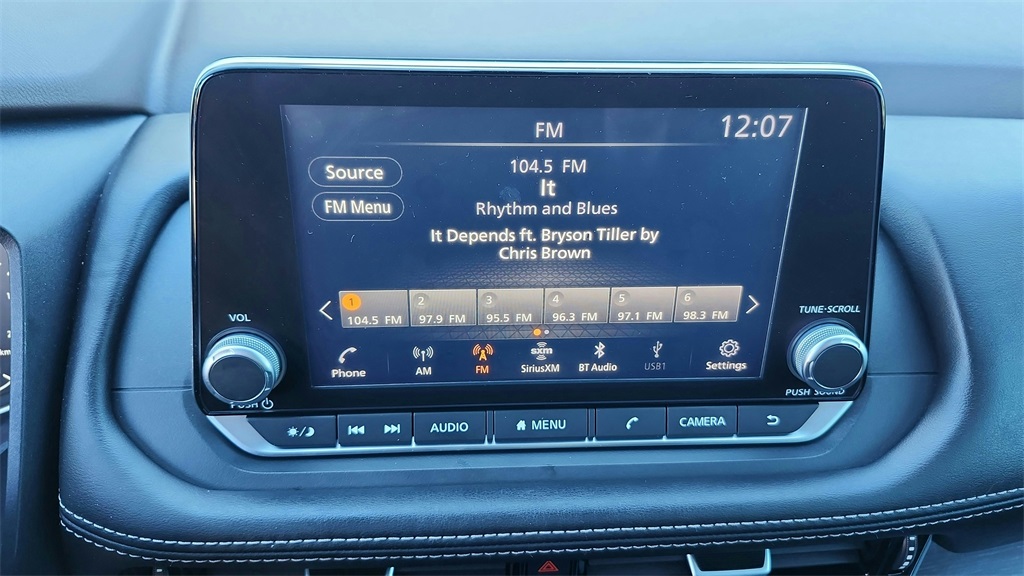 FM
12:07
Source
104.5 FM
It
FM Menu
Rhythm and Blues
It Depends ft. Bryson Tiller by
Chris Brown
1 2 3 4 5 6
104.5 FM 97.9 FM 95.5 FM 96.3 FM 97.1 FM 98.3 FM
Phone AM FM sxm SiriusXM BT Audio USB1 Settings
VOL
PUSH
TUNE·SCROLL
PUSH SOUND
AUDIO MENU CAMERA